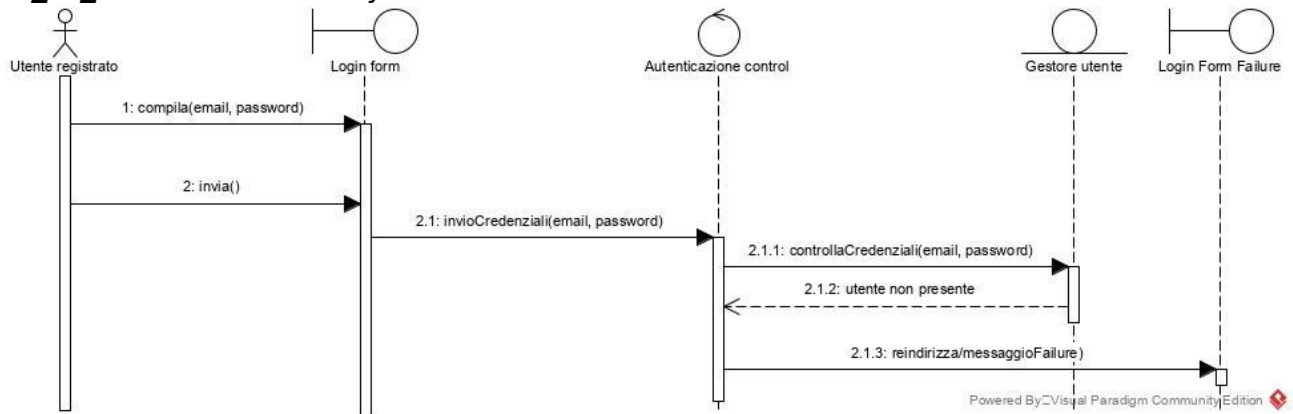 Utente registrato
Login form
Autenticazione control
Gestore utente
Login Form Failure
1: compila(email, password)
2: invia()
2.1: invioCredenziali(email, password)
2.1.1: controllaCredenziali(email, password)
2.1.2: utente non presente
2.1.3: reindirizza/messaggioFailure)
Powered By Visual Paradigm Community Edition